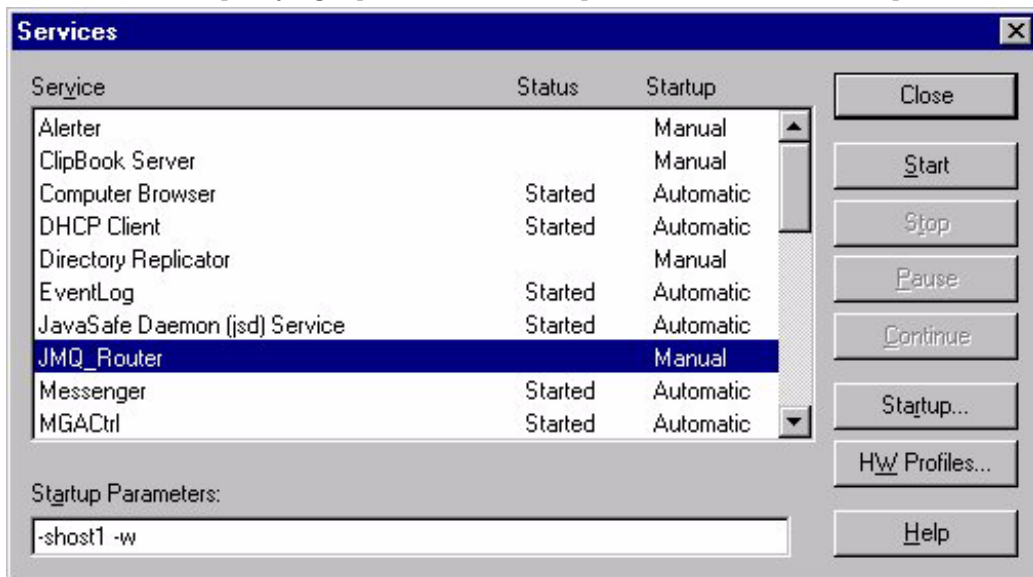 Services
Service Status Startup
Alerter Manual
ClipBook Server Manual
Computer Browser Started Automatic
DHCP Client Started Automatic
Directory Replicator Manual
EventLog Started Automatic
JavaSafe Daemon (jsd) Service Started Automatic
JMQ_Router Manual
Messenger Started Automatic
MGACtrl Started Automatic
Startup Parameters:
-shost1 -w
Close
Start
Stop
Pause
Continue
Startup...
HW Profiles...
Help